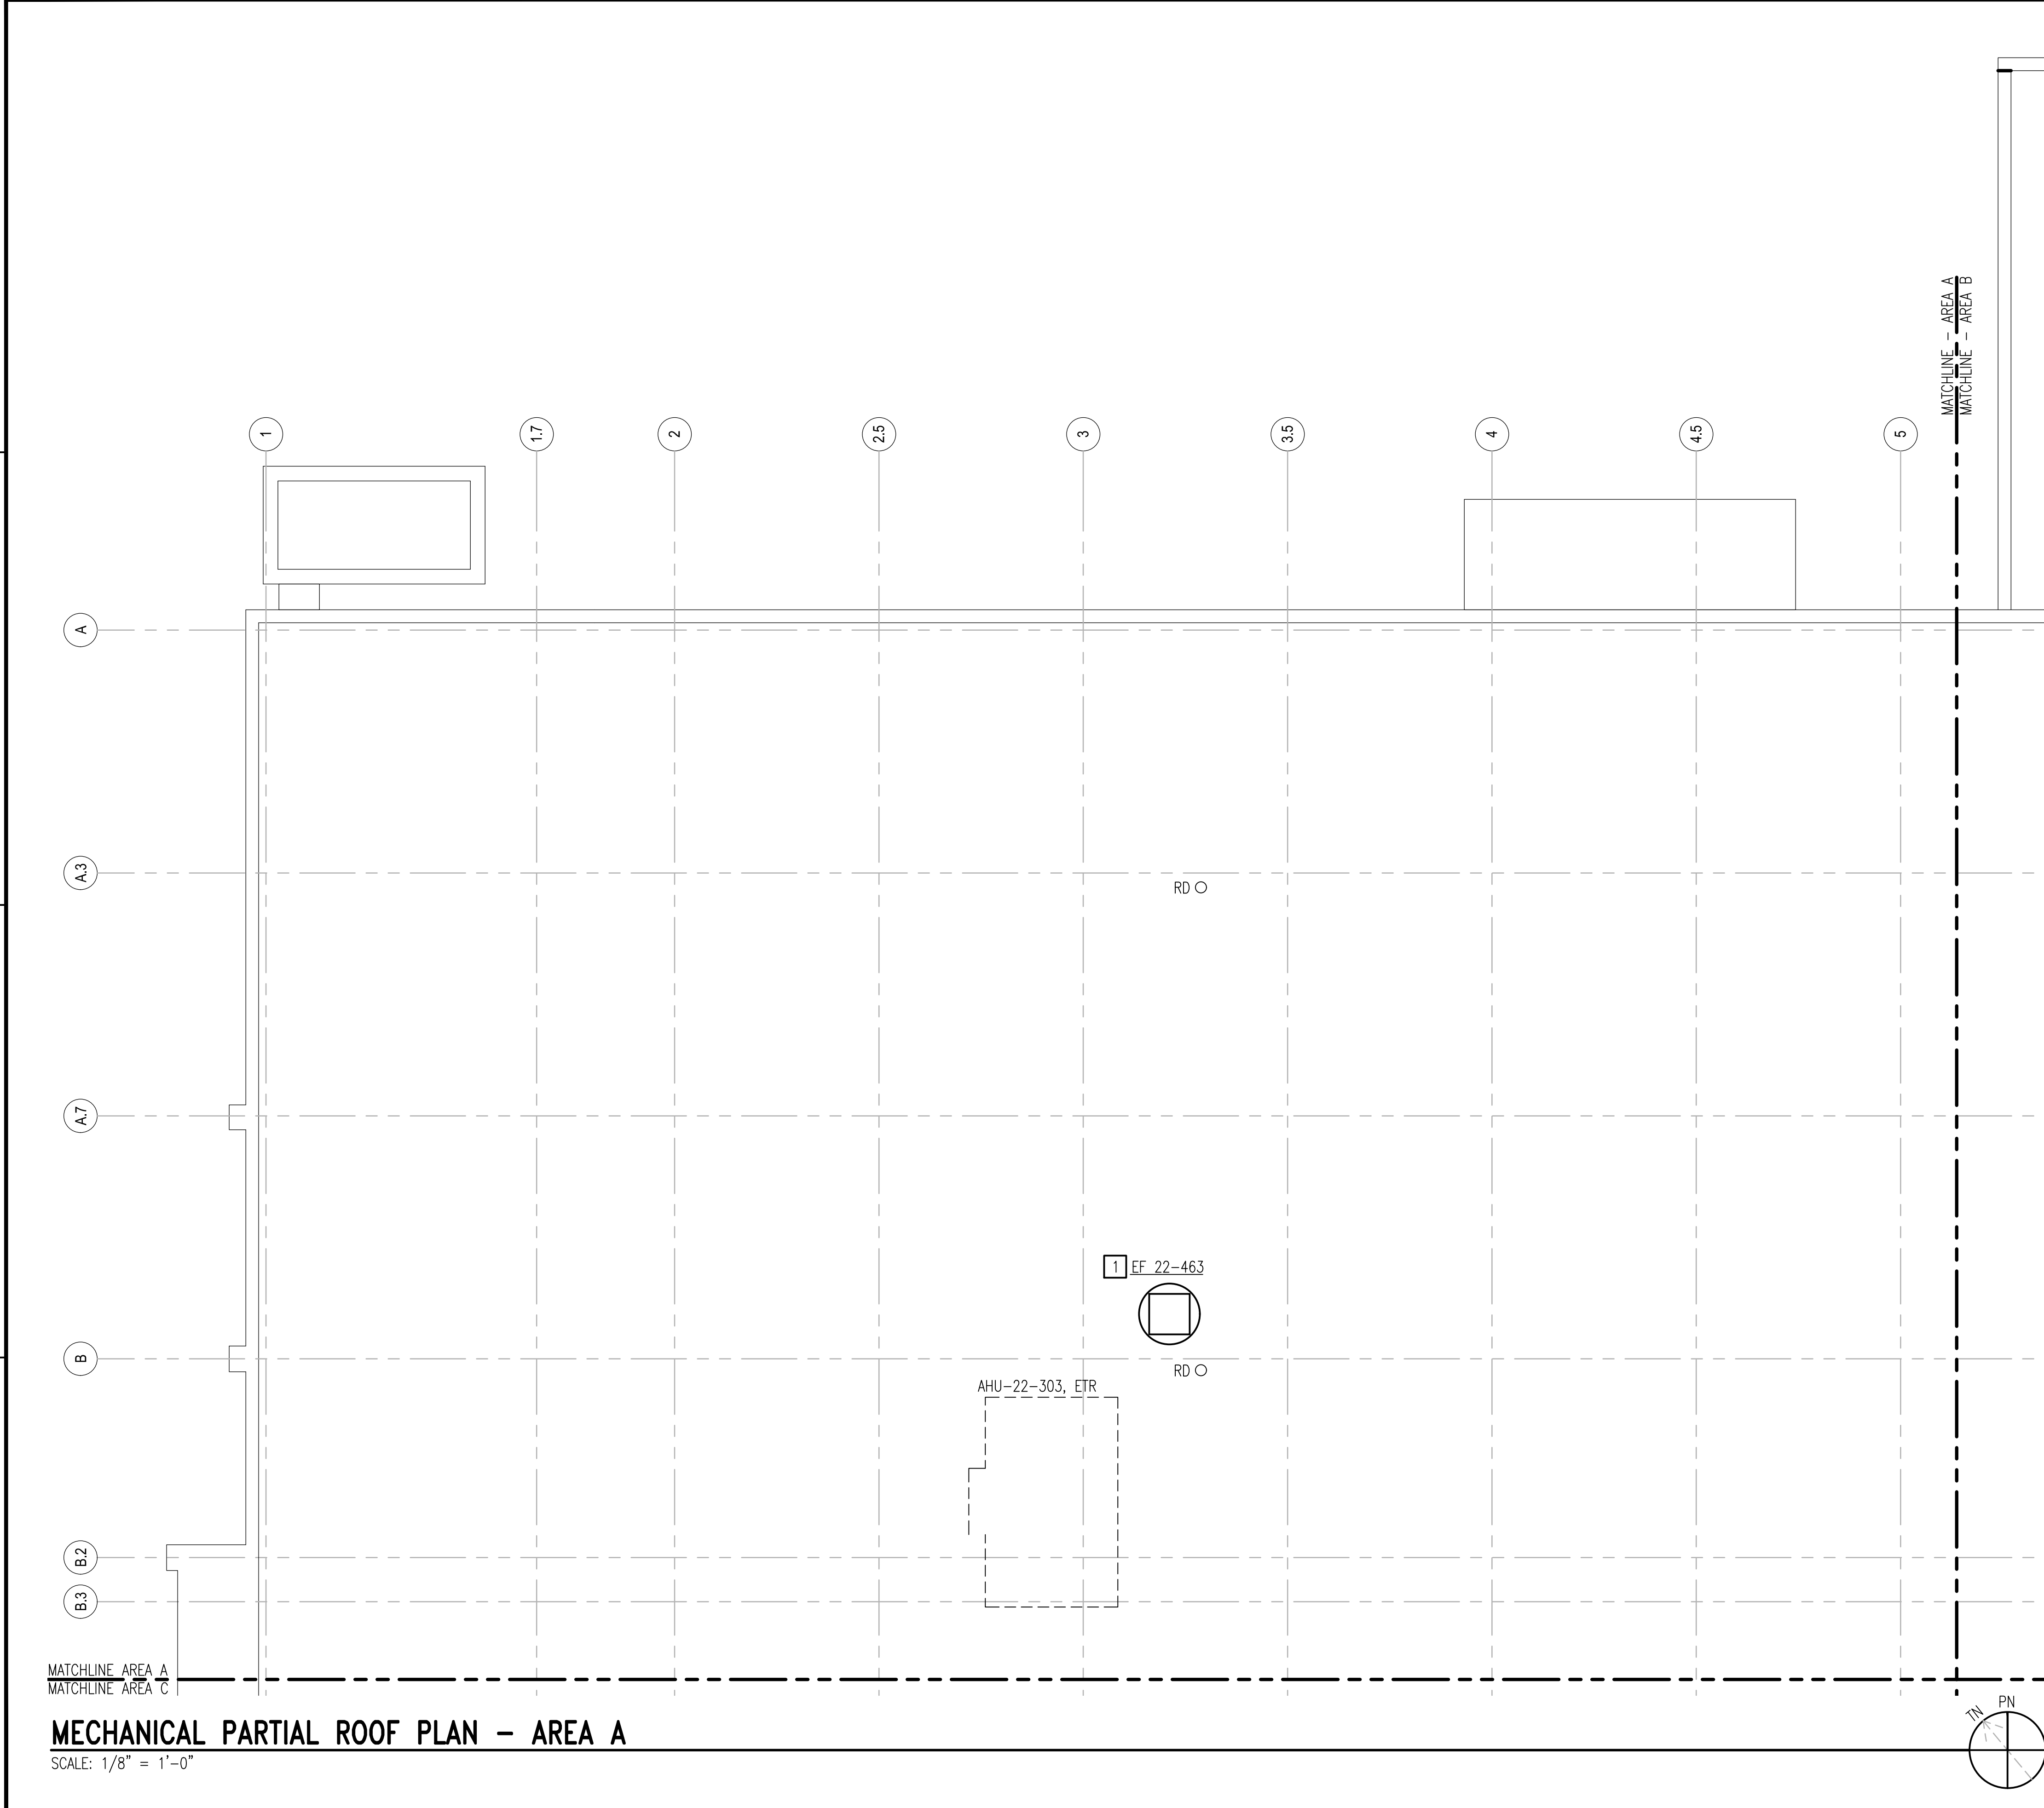 MATCHLINE - AREA A
MATCHLINE - AREA B
1
1.7
2
2.5
3
3.5
4
4.5
5
A
A.3
RD
A.7
1 EF 22-463
B
RD
AHU-22-303, ETR
B.2
B.3
MATCHLINE AREA A
MATCHLINE AREA C
PN
TN
MECHANICAL PARTIAL ROOF PLAN - AREA A
SCALE: 1/8" = 1'-0"